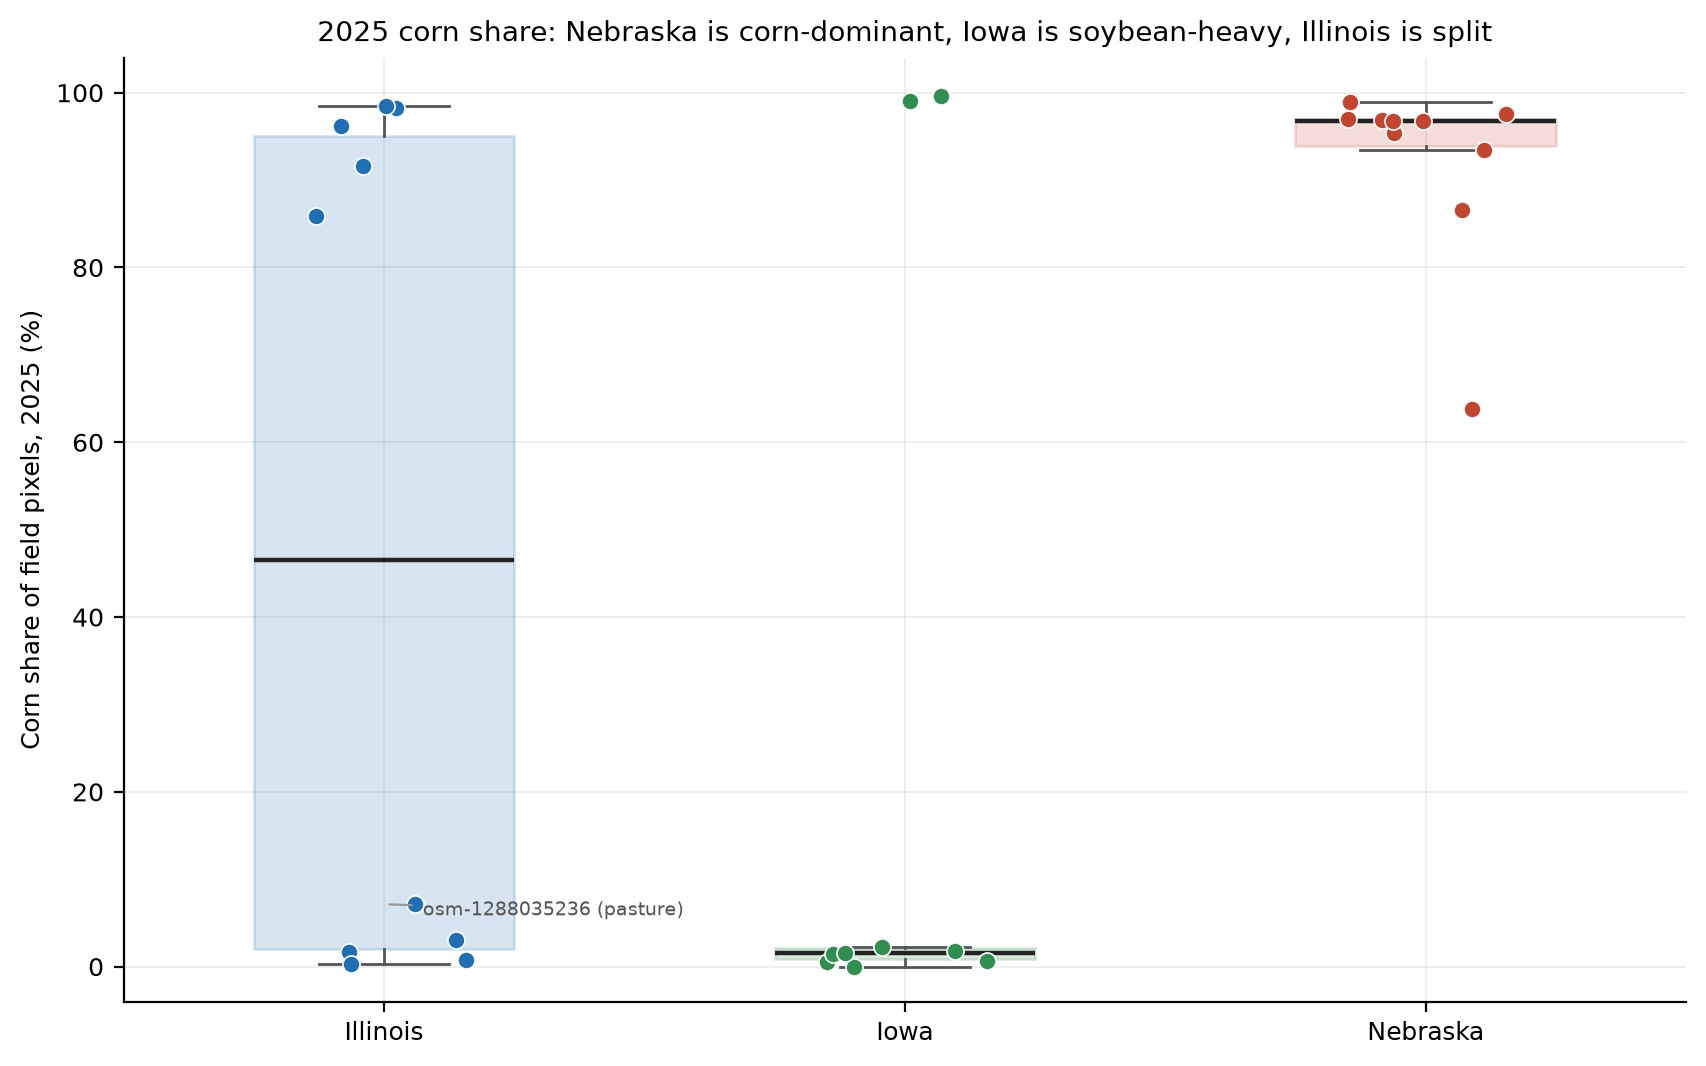 2025 corn share: Nebraska is corn-dominant, Iowa is soybean-heavy, Illinois is split
Corn share of field pixels, 2025 (%)
100
80
60
40
20
0
osm-1288035236 (pasture)
Illinois
Iowa
Nebraska